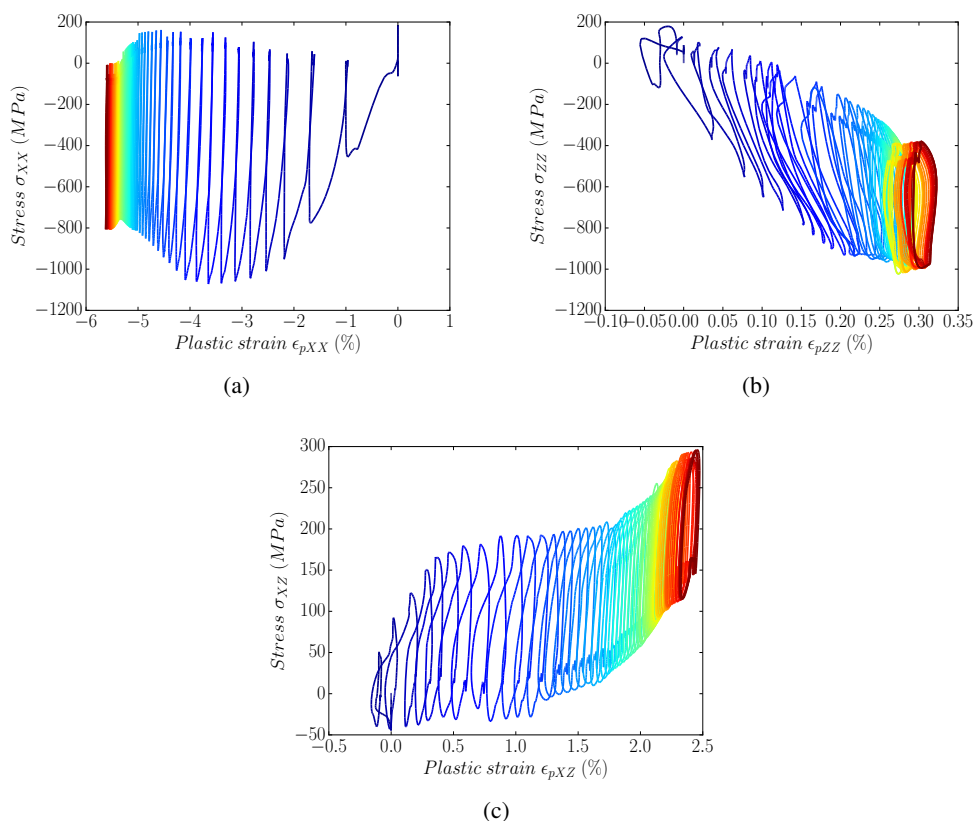 200
0
−200
−400
−600
−800
−1000
−1200
Stress σXX (MPa)
−6 −5 −4 −3 −2 −1 0 1
Plastic strain ϵpXX (%)
(a)
200
0
−200
−400
−600
−800
−1000
−1200
Stress σZZ (MPa)
−0.10 −0.05 0.00 0.05 0.10 0.15 0.20 0.25 0.30 0.35
Plastic strain ϵpZZ (%)
(b)
300
250
200
150
100
50
0
−50
Stress σXZ (MPa)
−0.5 0.0 0.5 1.0 1.5 2.0 2.5
Plastic strain ϵpXZ (%)
(c)